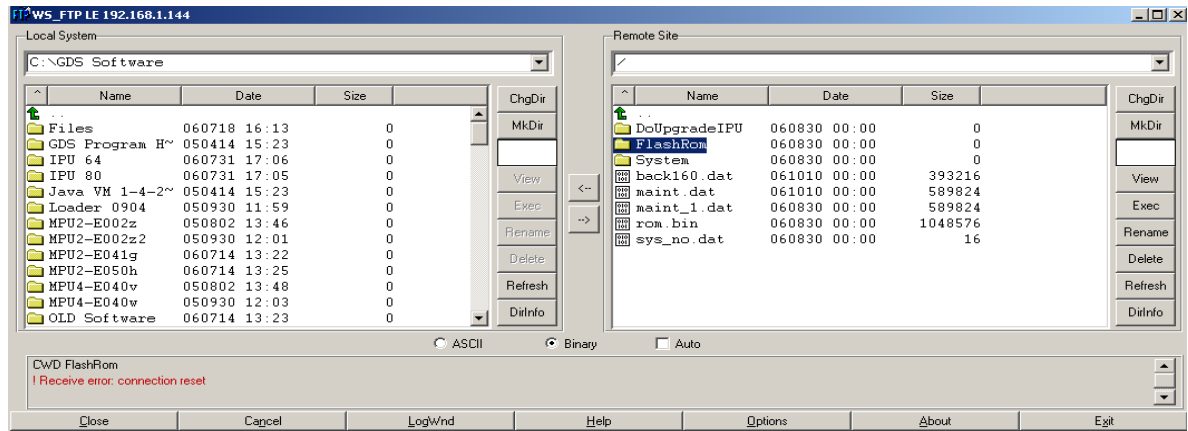 WS_FTP LE 192.168.1.144
Local System
C:\GDS Software
^ Name Date Size
..
Files 060718 16:13 0
GDS Program H~ 050414 15:23 0
IPU 64 060731 17:06 0
IPU 80 060731 17:05 0
Java VM 1-4-2~ 050414 15:23 0
Loader 0904 050930 11:59 0
MPU2-E002z 050802 13:46 0
MPU2-E002z2 050930 12:01 0
MPU2-E041g 060714 13:22 0
MPU2-E050h 060714 13:25 0
MPU4-E040v 050802 13:48 0
MPU4-E040w 050930 12:03 0
OLD Software 060714 13:23 0
ChgDir
MkDir
View
Exec
Rename
Delete
Refresh
DirInfo
<--
-->
Remote Site
/
^ Name Date Size
..
DoUpgradeIPU 060830 00:00 0
FlashRom 060830 00:00 0
System 060830 00:00 0
back160.dat 061010 00:00 393216
maint.dat 061010 00:00 589824
maint_1.dat 060830 00:00 589824
rom.bin 060830 00:00 1048576
sys_no.dat 060830 00:00 16
ChgDir
MkDir
View
Exec
Rename
Delete
Refresh
DirInfo
ASCII Binary Auto
CWD FlashRom
! Receive error: connection reset
Close Cancel LogWnd Help Options About Exit